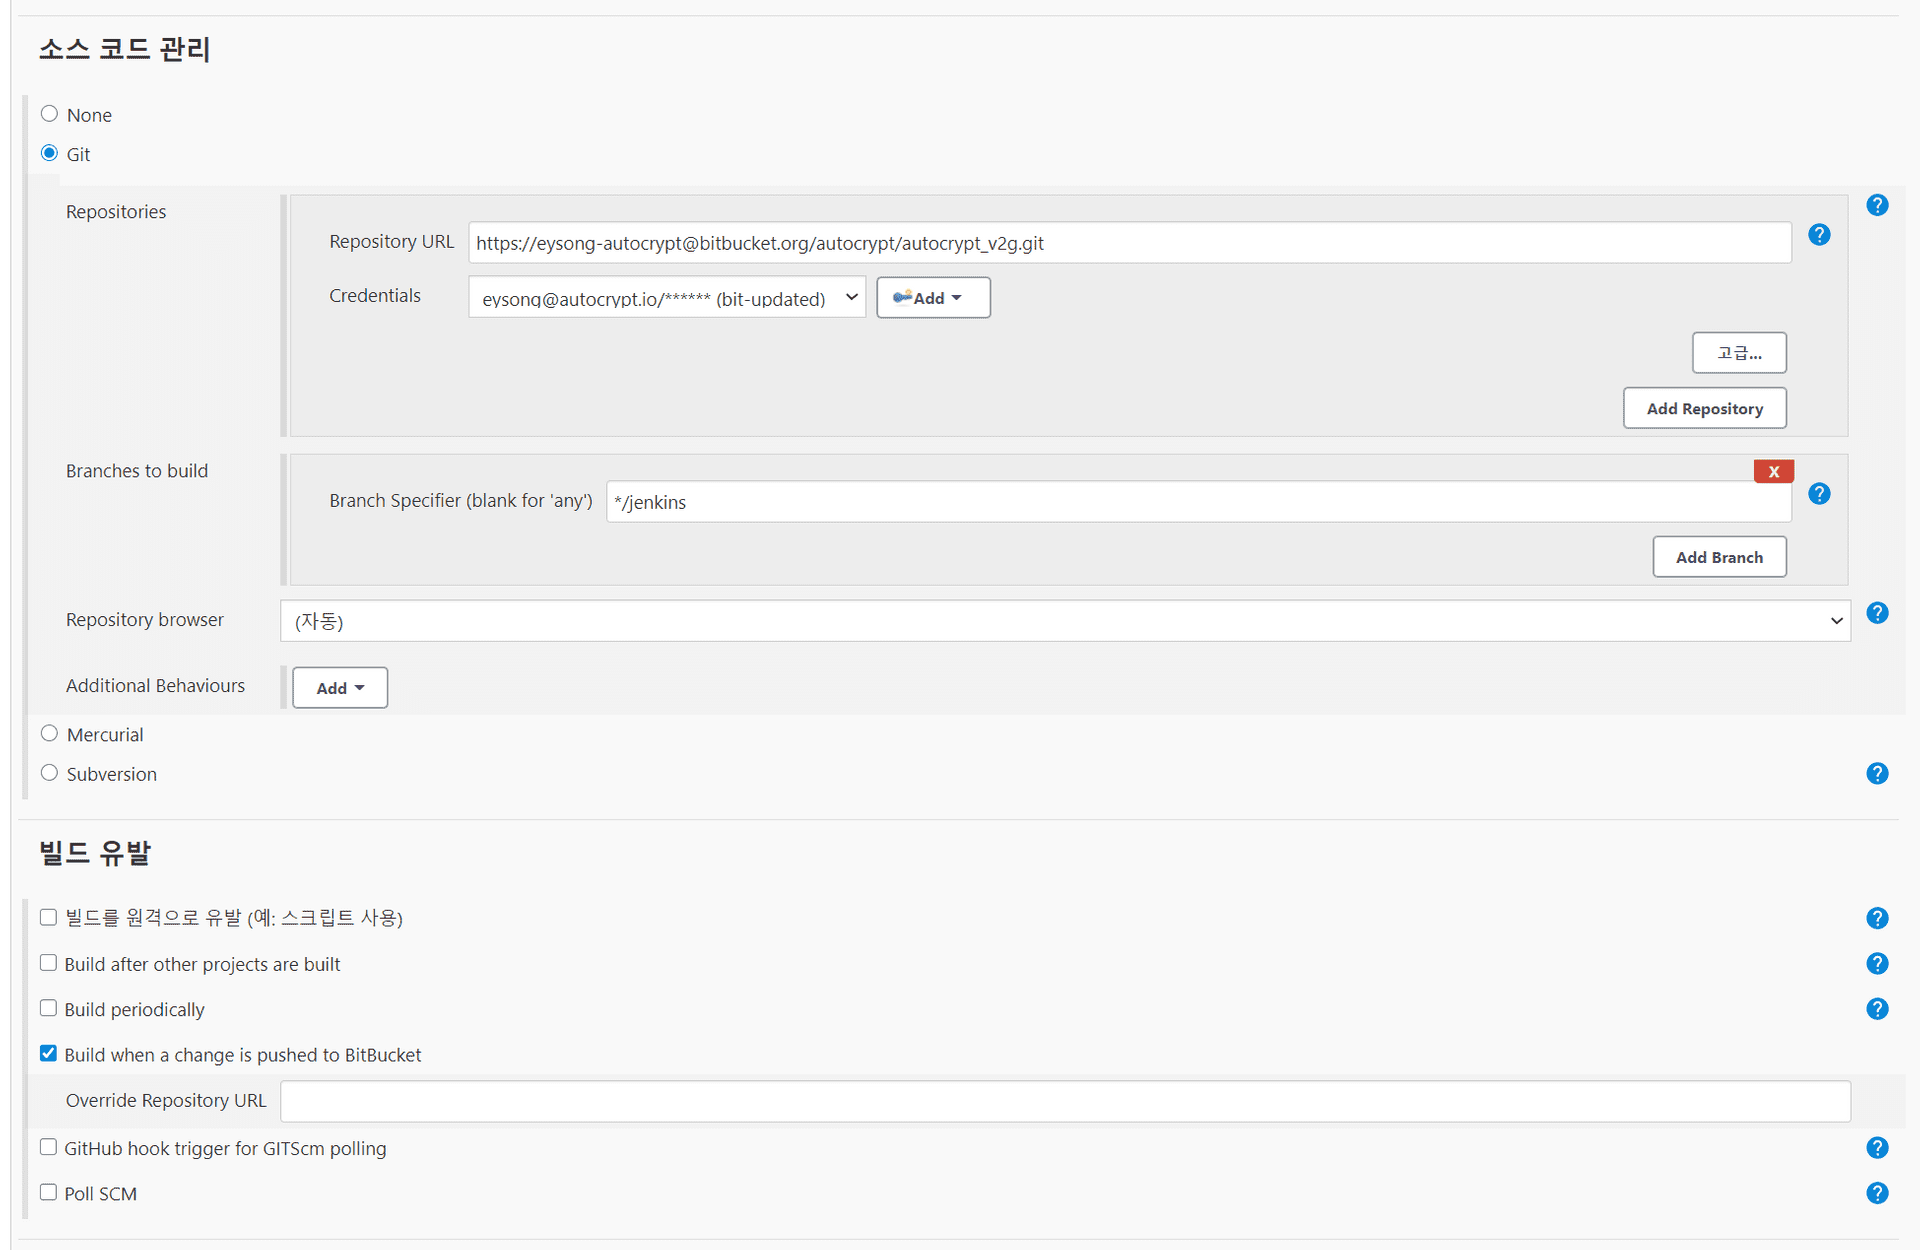 소스 코드 관리
None
Git
Repositories
Repository URL https://eysong-autocrypt@bitbucket.org/autocrypt/autocrypt_v2g.git
Credentials eysong@autocrypt.io/****** (bit-updated) Add
고급...
Add Repository
Branches to build
X
Branch Specifier (blank for 'any') */jenkins
Add Branch
Repository browser (자동)
Additional Behaviours Add
Mercurial
Subversion
빌드 유발
빌드를 원격으로 유발 (예: 스크립트 사용)
Build after other projects are built
Build periodically
Build when a change is pushed to BitBucket
Override Repository URL
GitHub hook trigger for GITScm polling
Poll SCM